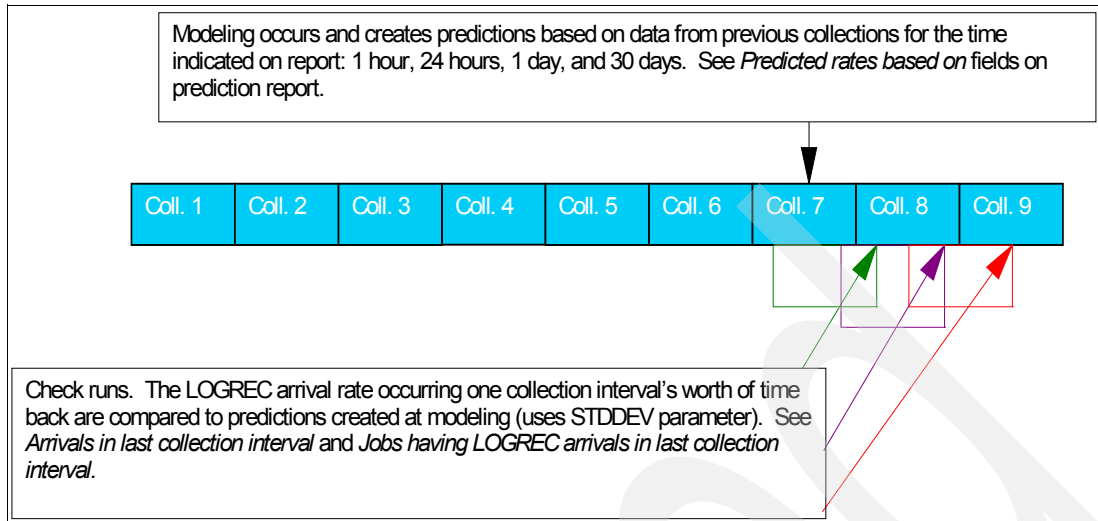 Modeling occurs and creates predictions based on data from previous collections for the time
indicated on report: 1 hour, 24 hours, 1 day, and 30 days. See Predicted rates based on fields on
prediction report.
Coll. 1 Coll. 2 Coll. 3 Coll. 4 Coll. 5 Coll. 6 Coll. 7 Coll. 8 Coll. 9
Check runs. The LOGREC arrival rate occurring one collection interval's worth of time
back are compared to predictions created at modeling (uses STDDEV parameter). See
Arrivals in last collection interval and Jobs having LOGREC arrivals in last collection
interval.